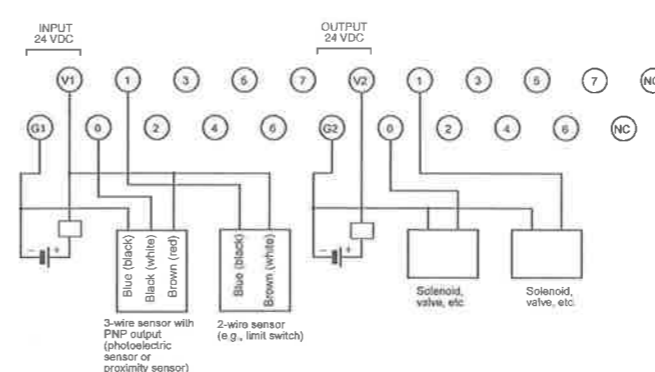 INPUT
24 VDC
OUTPUT
24 VDC
V1 1 3 5 7 V2 1 3 5 7 NC
G1 0 2 4 6 G2 0 2 4 6 NC
- +
- +
Blue (black)
Black (white)
Brown (red)
Blue (black)
Brown (white)
Solenoid,
valve, etc
Solenoid,
valve, etc.
3-wire sensor with
PNP output
(photoelectric
sensor or
proximity sensor)
2-wire sensor
(e.g., limit switch)